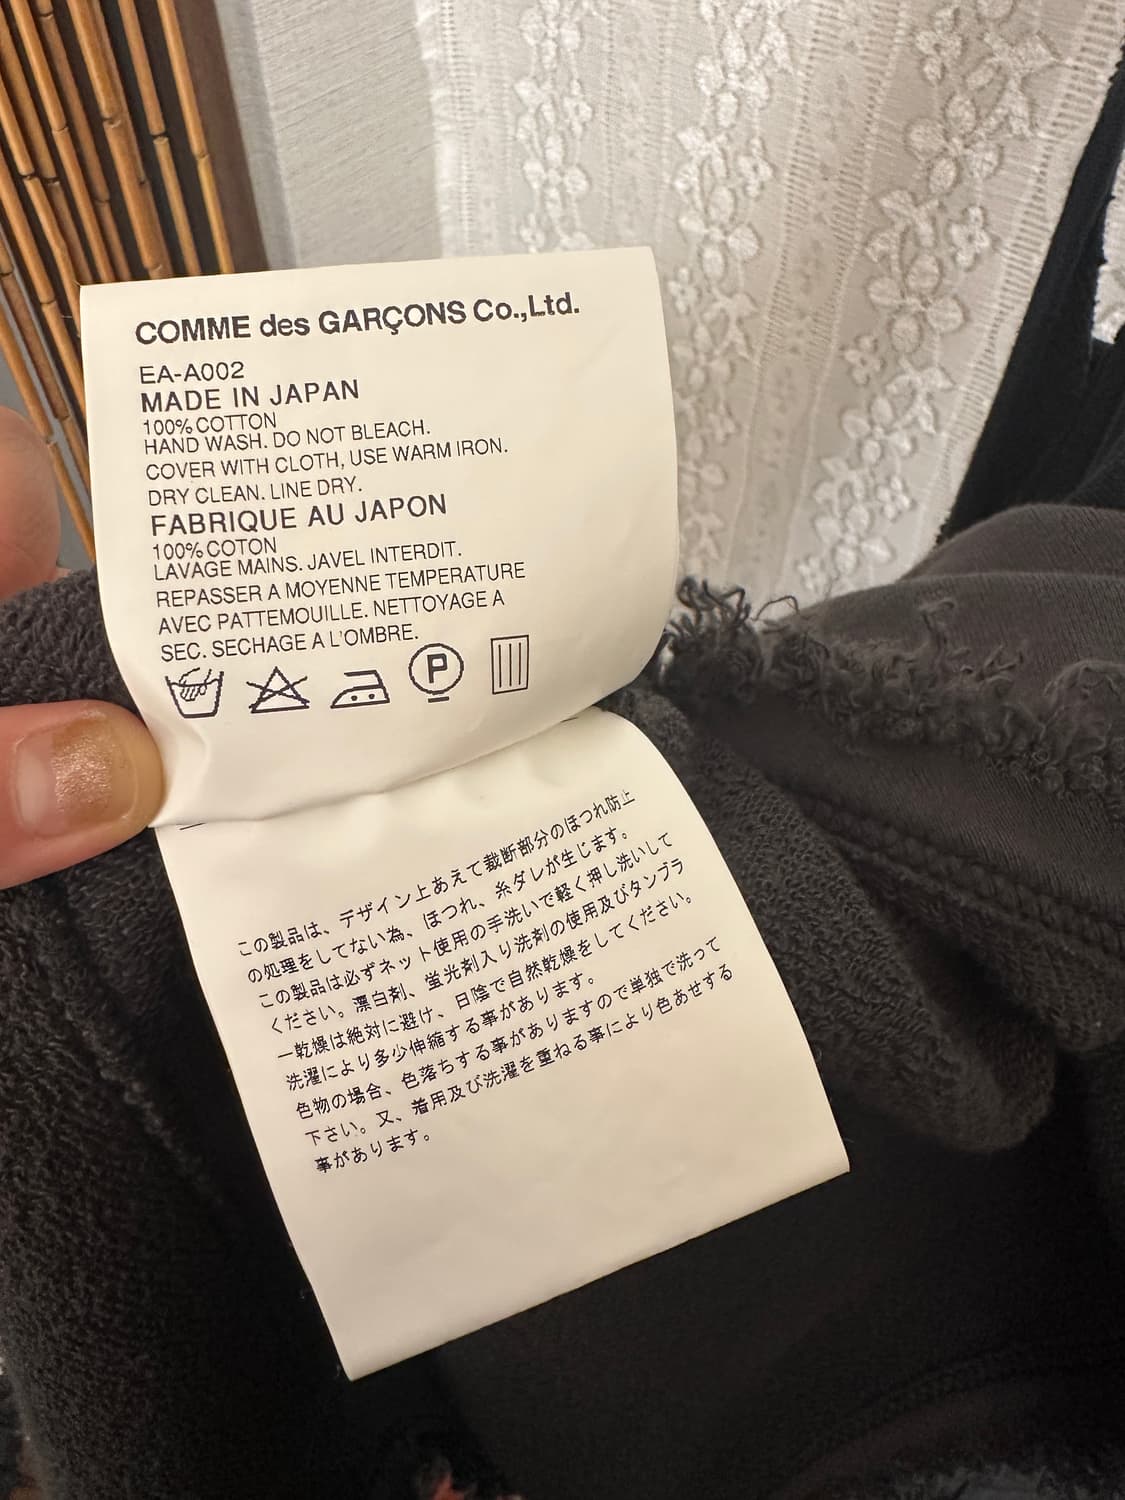 COMME des GARÇONS Co.,Ltd.
EA-A002
MADE IN JAPAN
100% COTTON
HAND WASH. DO NOT BLEACH.
COVER WITH CLOTH, USE WARM IRON.
DRY CLEAN. LINE DRY.
FABRIQUE AU JAPON
100% COTON
LAVAGE MAINS. JAVEL INTERDIT.
REPASSER A MOYENNE TEMPERATURE
AVEC PATTEMOUILLE. NETTOYAGE A
SEC. SECHAGE A L'OMBRE.
P
この製品は、デザイン上あえて裁断部分のほつれ防止
の処理をしてない為、ほつれ、糸ダレが生じます。
この製品は必ずネット使用の手洗いで軽く押し洗いして
ください。漂白剤、蛍光剤入り洗剤の使用及びタンブラ
ー乾燥は絶対に避け、日陰で自然乾燥をしてください。
洗濯により多少伸縮する事があります。
色物の場合、色落ちする事がありますので単独で洗って
下さい。又、着用及び洗濯を重ねる事により色あせする
事があります。